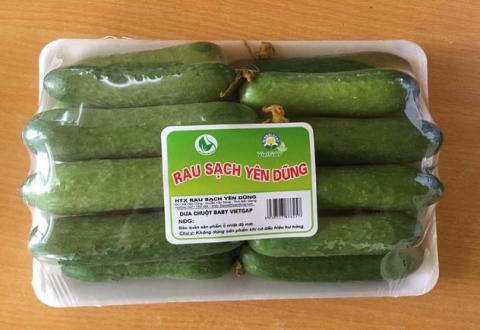 VietGAP
RAU SẠCH YÊN DŨNG
HTX RAU SẠCH YÊN DŨNG
DƯA CHUỘT BABY VIETGAP
NĐG:
Bảo quản sản phẩm ở nhiệt độ mát.
Chú ý: Không dùng sản phẩm khi có dấu hiệu hư hỏng.